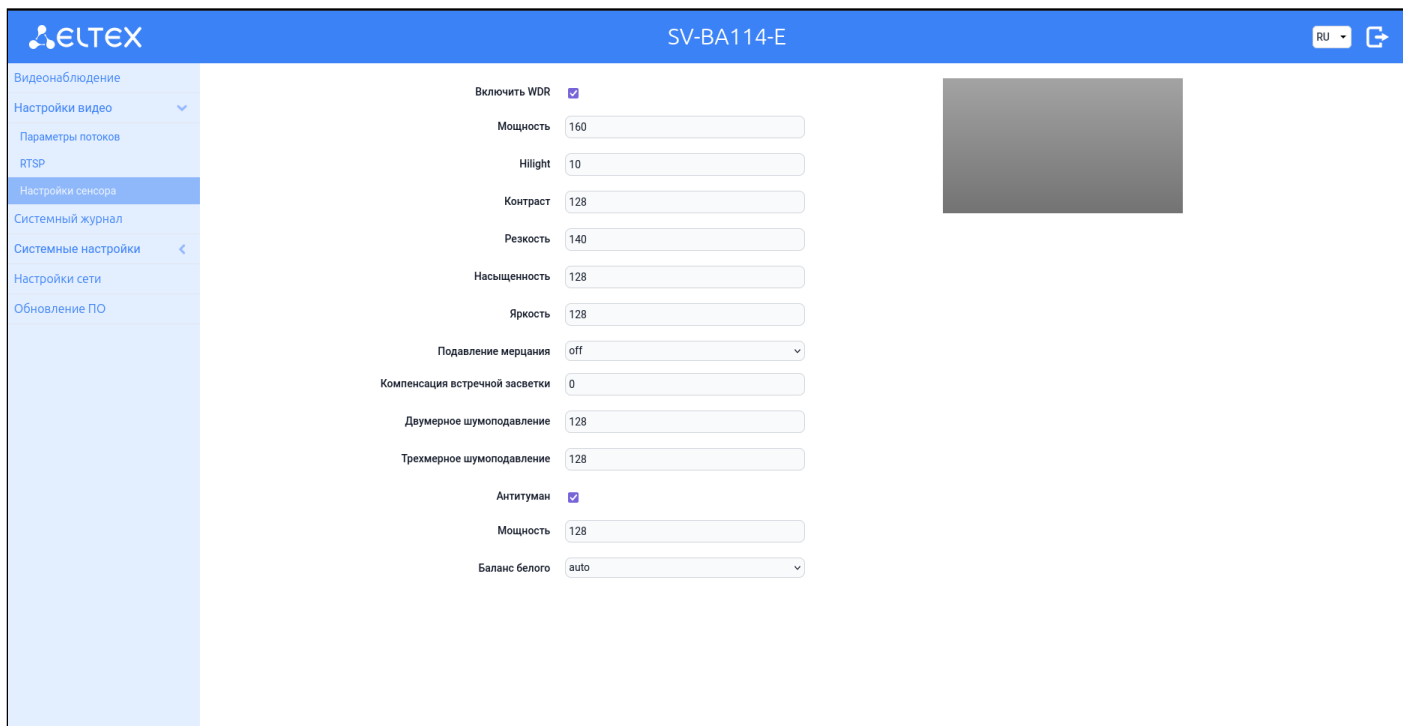 ELTEX
SV-BA114-E
RU
Видеонаблюдение
Настройки видео
Параметры потоков
RTSP
Настройки сенсора
Системный журнал
Системные настройки
Настройки сети
Обновление ПО
Включить WDR
Мощность 160
Hilight 10
Контраст 128
Резкость 140
Насыщенность 128
Яркость 128
Подавление мерцания off
Компенсация встречной засветки 0
Двумерное шумоподавление 128
Трехмерное шумоподавление 128
Антитуман
Мощность 128
Баланс белого auto